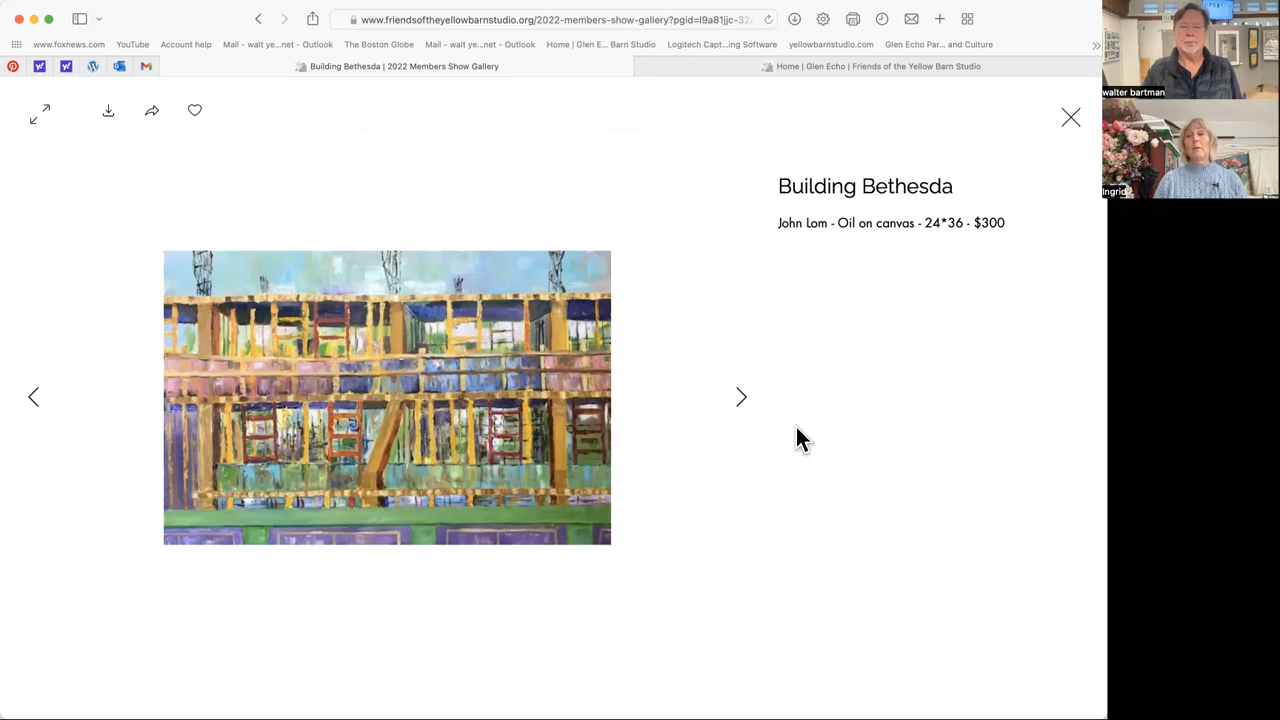 www.friendsoftheyellowbarnstudio.org/2022-members-show-gallery?pgid=l9a81jjc-32
www.foxnews.com YouTube Account help Mail - walt ye...net - Outlook The Boston Globe Mail - walt ye...net - Outlook Home | Glen E... Barn Studio Logitech Capt...ing Software yellowbarnstudio.com Glen Echo Par... and Culture
Building Bethesda | 2022 Members Show Gallery
Home | Glen Echo | Friends of the Yellow Barn Studio
walter bartman
Building Bethesda
Ingrid
John Lom - Oil on canvas - 24*36 - $300